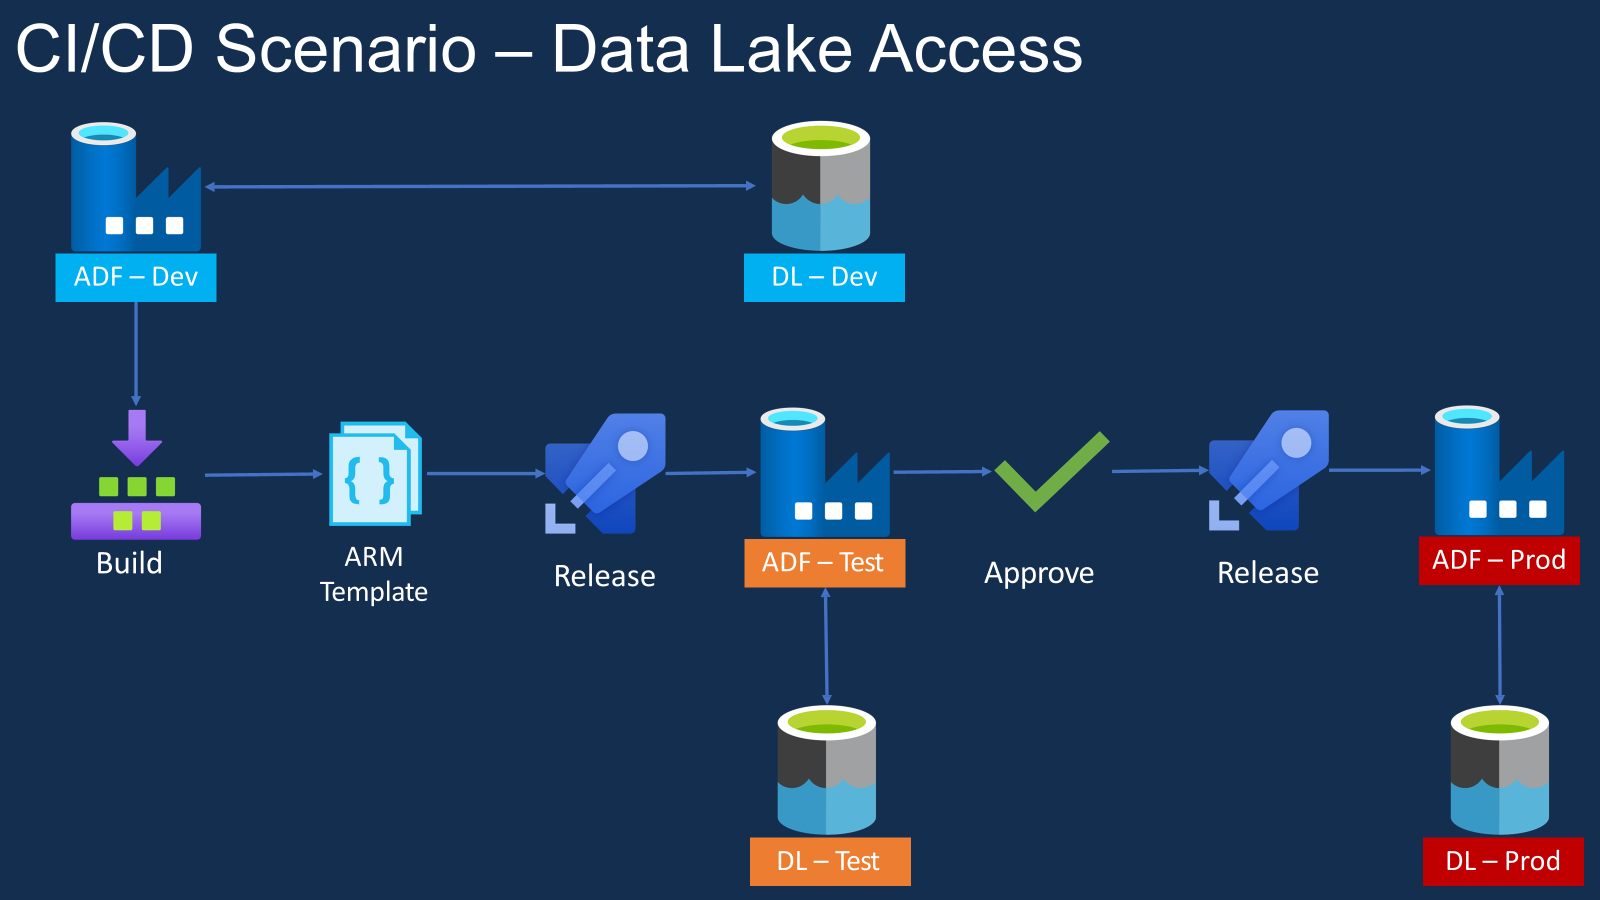 CI/CD Scenario – Data Lake Access
ADF – Dev
DL – Dev
{ }
Build
ARM
Template
Release
ADF – Test
Approve
Release
ADF – Prod
DL – Test
DL – Prod